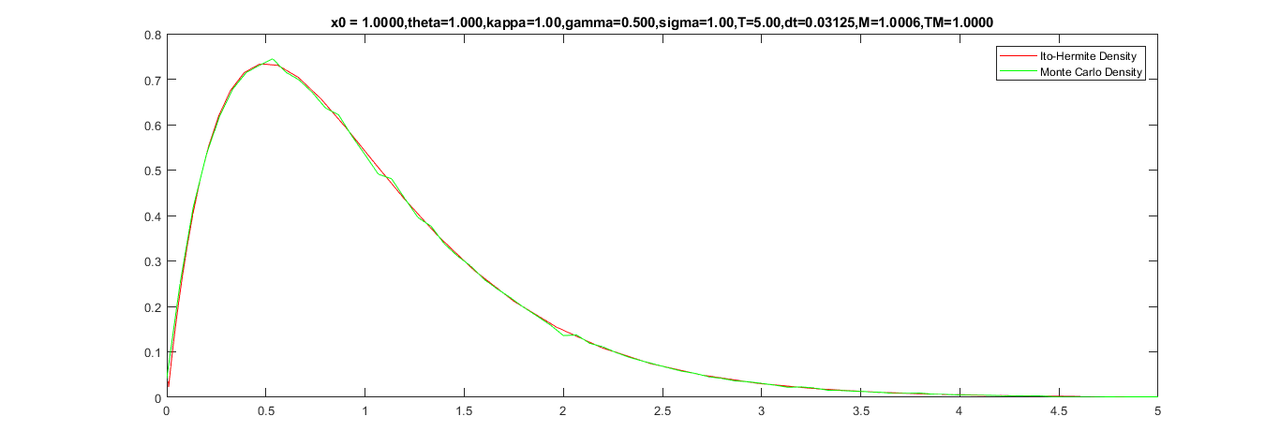 x0 = 1.0000,theta=1.000,kappa=1.00,gamma=0.500,sigma=1.00,T=5.00,dt=0.03125,M=1.0006,TM=1.0000
Ito-Hermite Density
Monte Carlo Density
0.8
0.7
0.6
0.5
0.4
0.3
0.2
0.1
0
0 0.5 1 1.5 2 2.5 3 3.5 4 4.5 5